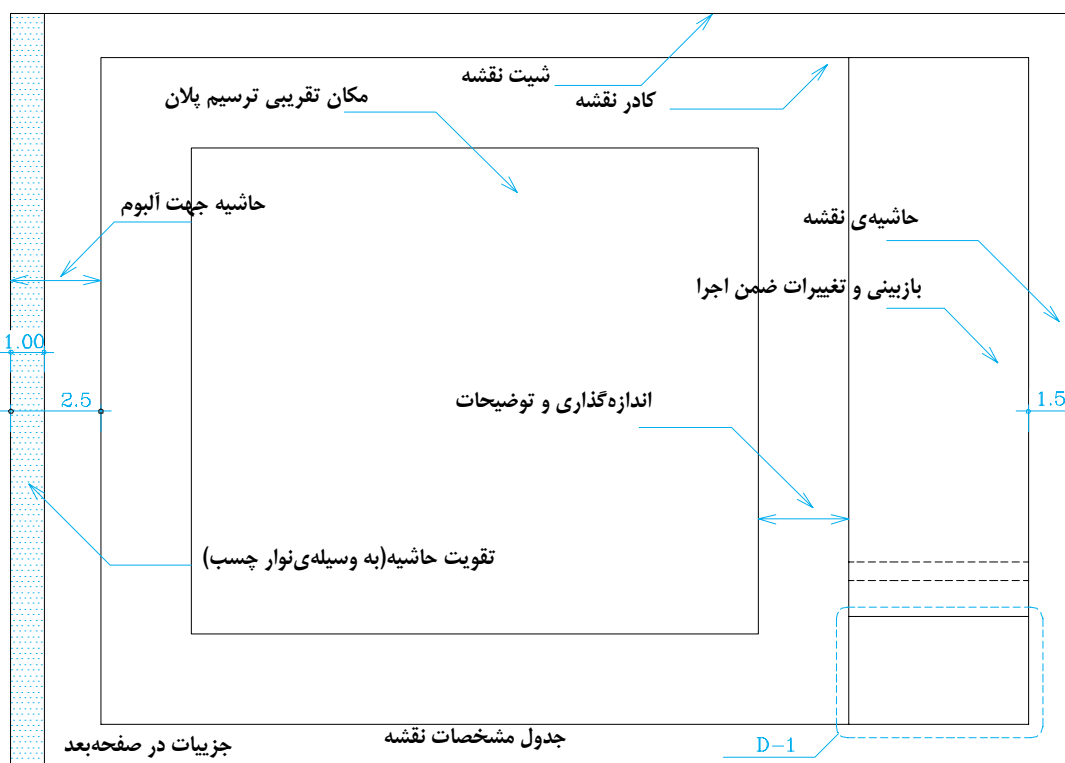 شیت نقشه
کادر نقشه
مکان تقریبی ترسیم پلان
حاشیه جهت آلبوم
حاشیه‌ی نقشه
بازبینی و تغییرات ضمن اجرا
1.00
2.5
1.5
اندازه‌گذاری و توضیحات
تقویت حاشیه(به وسیله‌ی‌نوار چسب)
جدول مشخصات نقشه
جزییات در صفحه‌بعد
D-1